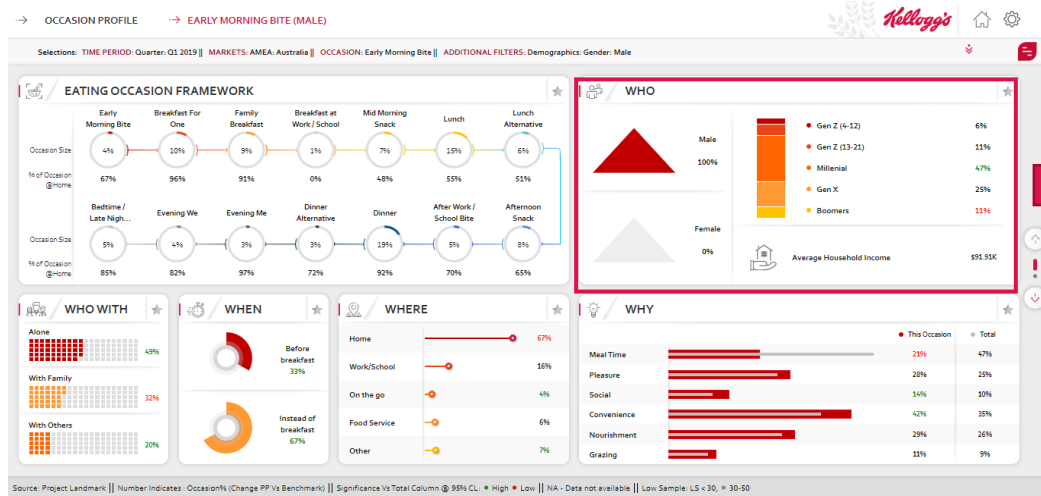 OCCASION PROFILE
EARLY MORNING BITE (MALE)
Kellogg's
Selections: TIME PERIOD: Quarter: Q1 2019 || MARKETS: AMEA: Australia || OCCASION: Early Morning Bite || ADDITIONAL FILTERS: Demographics: Gender: Male
EATING OCCASION FRAMEWORK
Early Morning Bite
Breakfast For One
Family Breakfast
Breakfast at Work / School
Mid Morning Snack
Lunch
Lunch Alternative
Occasion Size
4%
10%
9%
1%
7%
15%
6%
% of Occasion @Home
67%
96%
91%
0%
48%
55%
51%
Bedtime / Late Nigh...
Evening We
Evening Me
Dinner Alternative
Dinner
After Work / School Bite
Afternoon Snack
Occasion Size
5%
4%
3%
3%
19%
5%
8%
% of Occasion @Home
85%
82%
97%
72%
92%
70%
65%
WHO
Male
100%
Female
0%
Gen Z (4-12) 6%
Gen Z (13-21) 11%
Millenial 47%
Gen X 25%
Boomers 11%
Average Household Income $91.91K
WHO WITH
Alone
49%
With Family
32%
With Others
20%
WHEN
Before breakfast
33%
Instead of breakfast
67%
WHERE
Home 67%
Work/School 16%
On the go 4%
Food Service 6%
Other 7%
WHY
This Occasion Total
Meal Time 21% 47%
Pleasure 28% 25%
Social 14% 10%
Convenience 42% 35%
Nourishment 29% 26%
Grazing 11% 9%
Source: Project Landmark || Number Indicates : Occasion% (Change PP Vs Benchmark) || Significance Vs Total Column @ 95% CL: High Low || NA - Data not available || Low Sample: LS < 30, 30-50